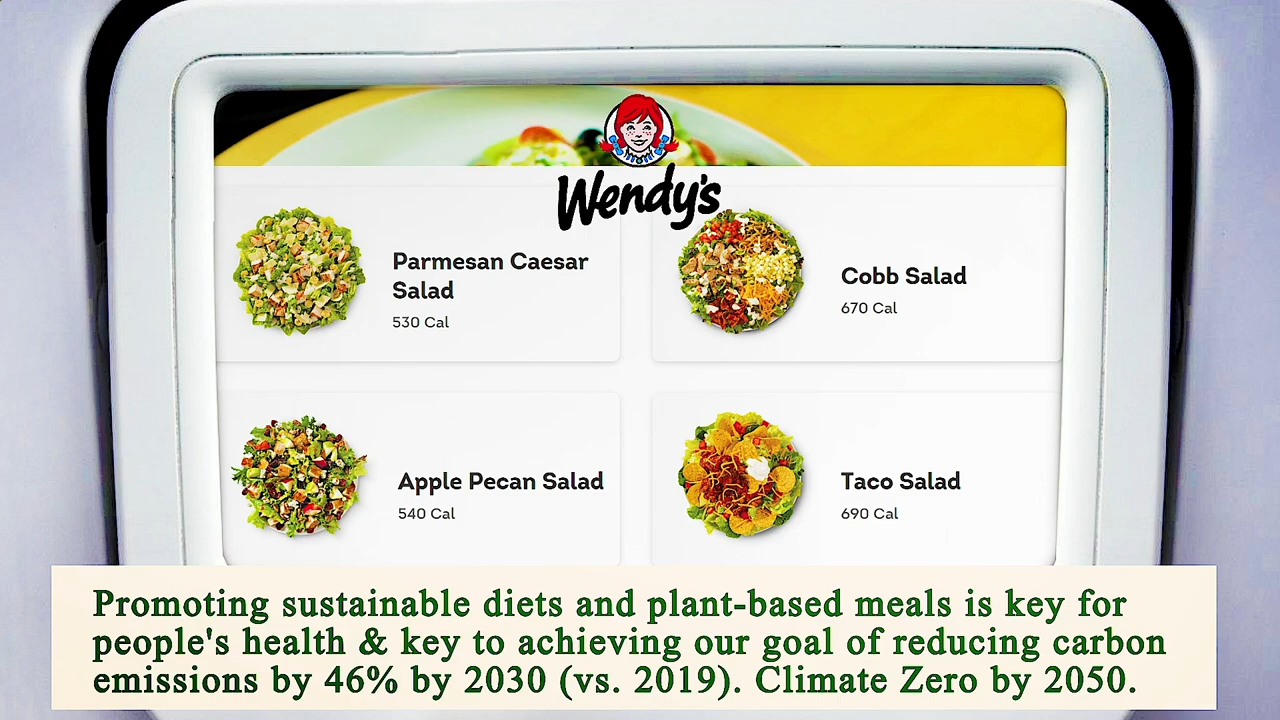 Wendy's
Parmesan Caesar
Salad
530 Cal
Cobb Salad
670 Cal
Apple Pecan Salad
540 Cal
Taco Salad
690 Cal
Promoting sustainable diets and plant-based meals is key for
people's health & key to achieving our goal of reducing carbon
emissions by 46% by 2030 (vs. 2019). Climate Zero by 2050.